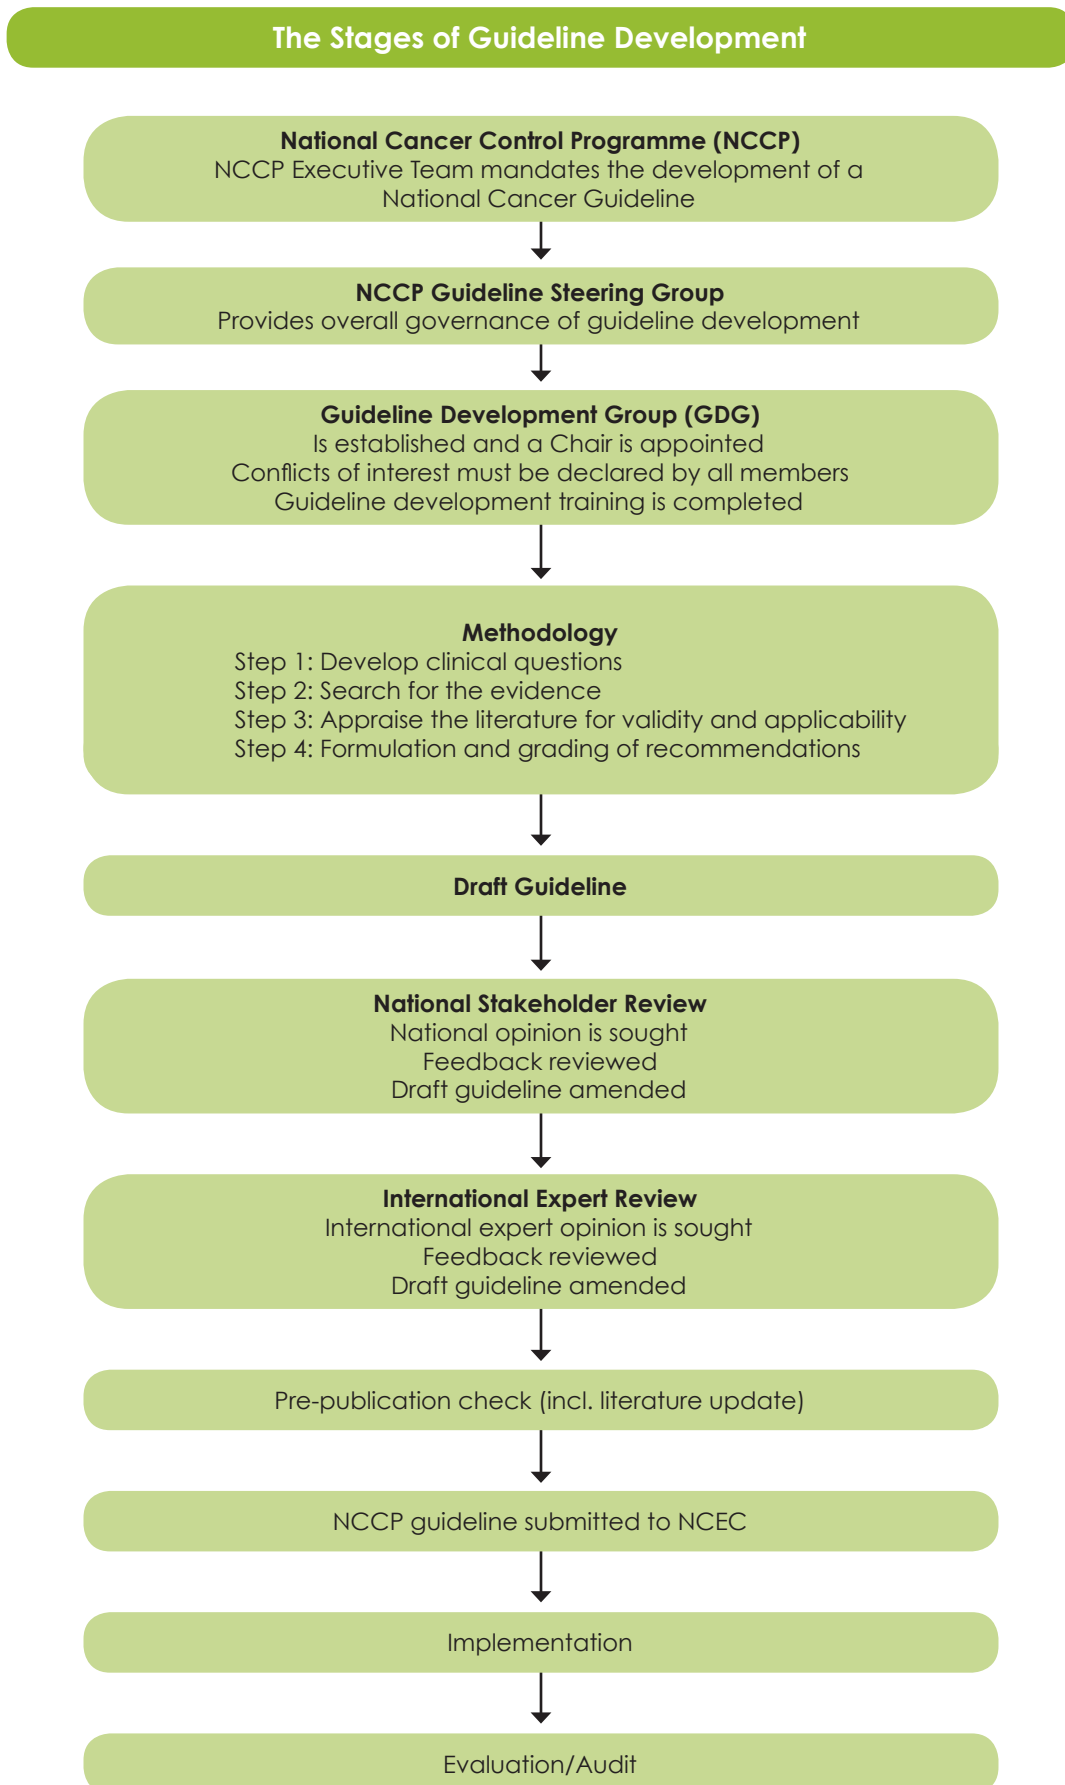 The Stages of Guideline Development
National Cancer Control Programme (NCCP)
NCCP Executive Team mandates the development of a
National Cancer Guideline
NCCP Guideline Steering Group
Provides overall governance of guideline development
Guideline Development Group (GDG)
Is established and a Chair is appointed
Conflicts of interest must be declared by all members
Guideline development training is completed
Methodology
Step 1: Develop clinical questions
Step 2: Search for the evidence
Step 3: Appraise the literature for validity and applicability
Step 4: Formulation and grading of recommendations
Draft Guideline
National Stakeholder Review
National opinion is sought
Feedback reviewed
Draft guideline amended
International Expert Review
International expert opinion is sought
Feedback reviewed
Draft guideline amended
Pre-publication check (incl. literature update)
NCCP guideline submitted to NCEC
Implementation
Evaluation/Audit